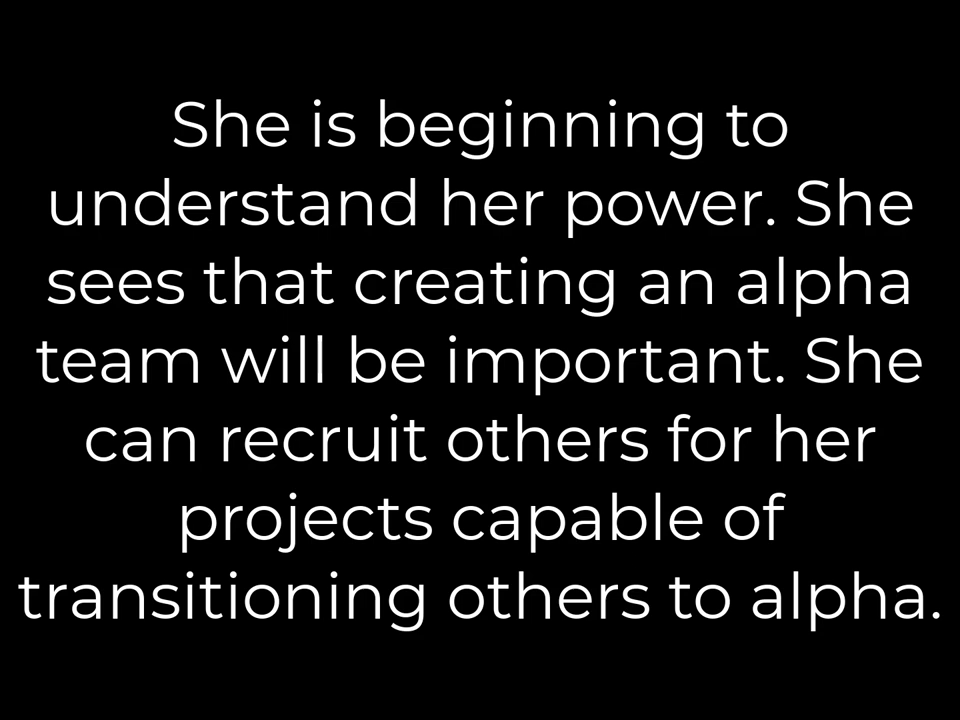 She is beginning to
understand her power. She
sees that creating an alpha
team will be important. She
can recruit others for her
projects capable of
transitioning others to alpha.